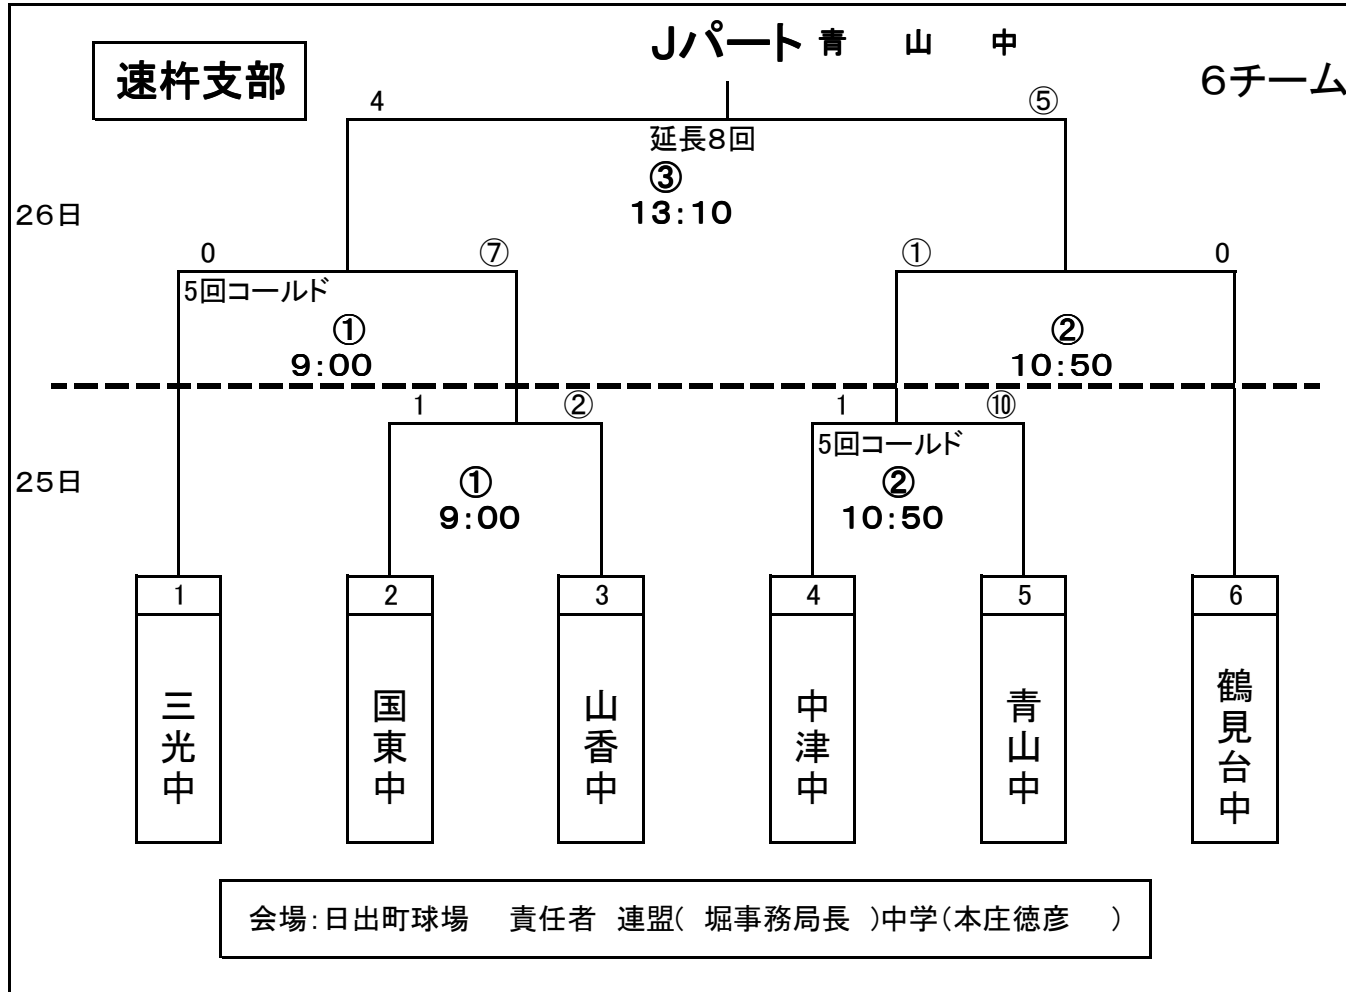 Jパート 青 山 中
速杵支部
6チーム
4 ⑤
延長8回
③
13:10
26日
0 ⑦ ① 0
5回コールド
① ②
9:00 10:50
1 ② 1 ⑩
5回コールド
25日
① ②
9:00 10:50
1 2 3 4 5 6
三光中
国東中
山香中
中津中
青山中
鶴見台中
会場:日出町球場 責任者 連盟( 堀事務局長 )中学(本庄徳彦 )